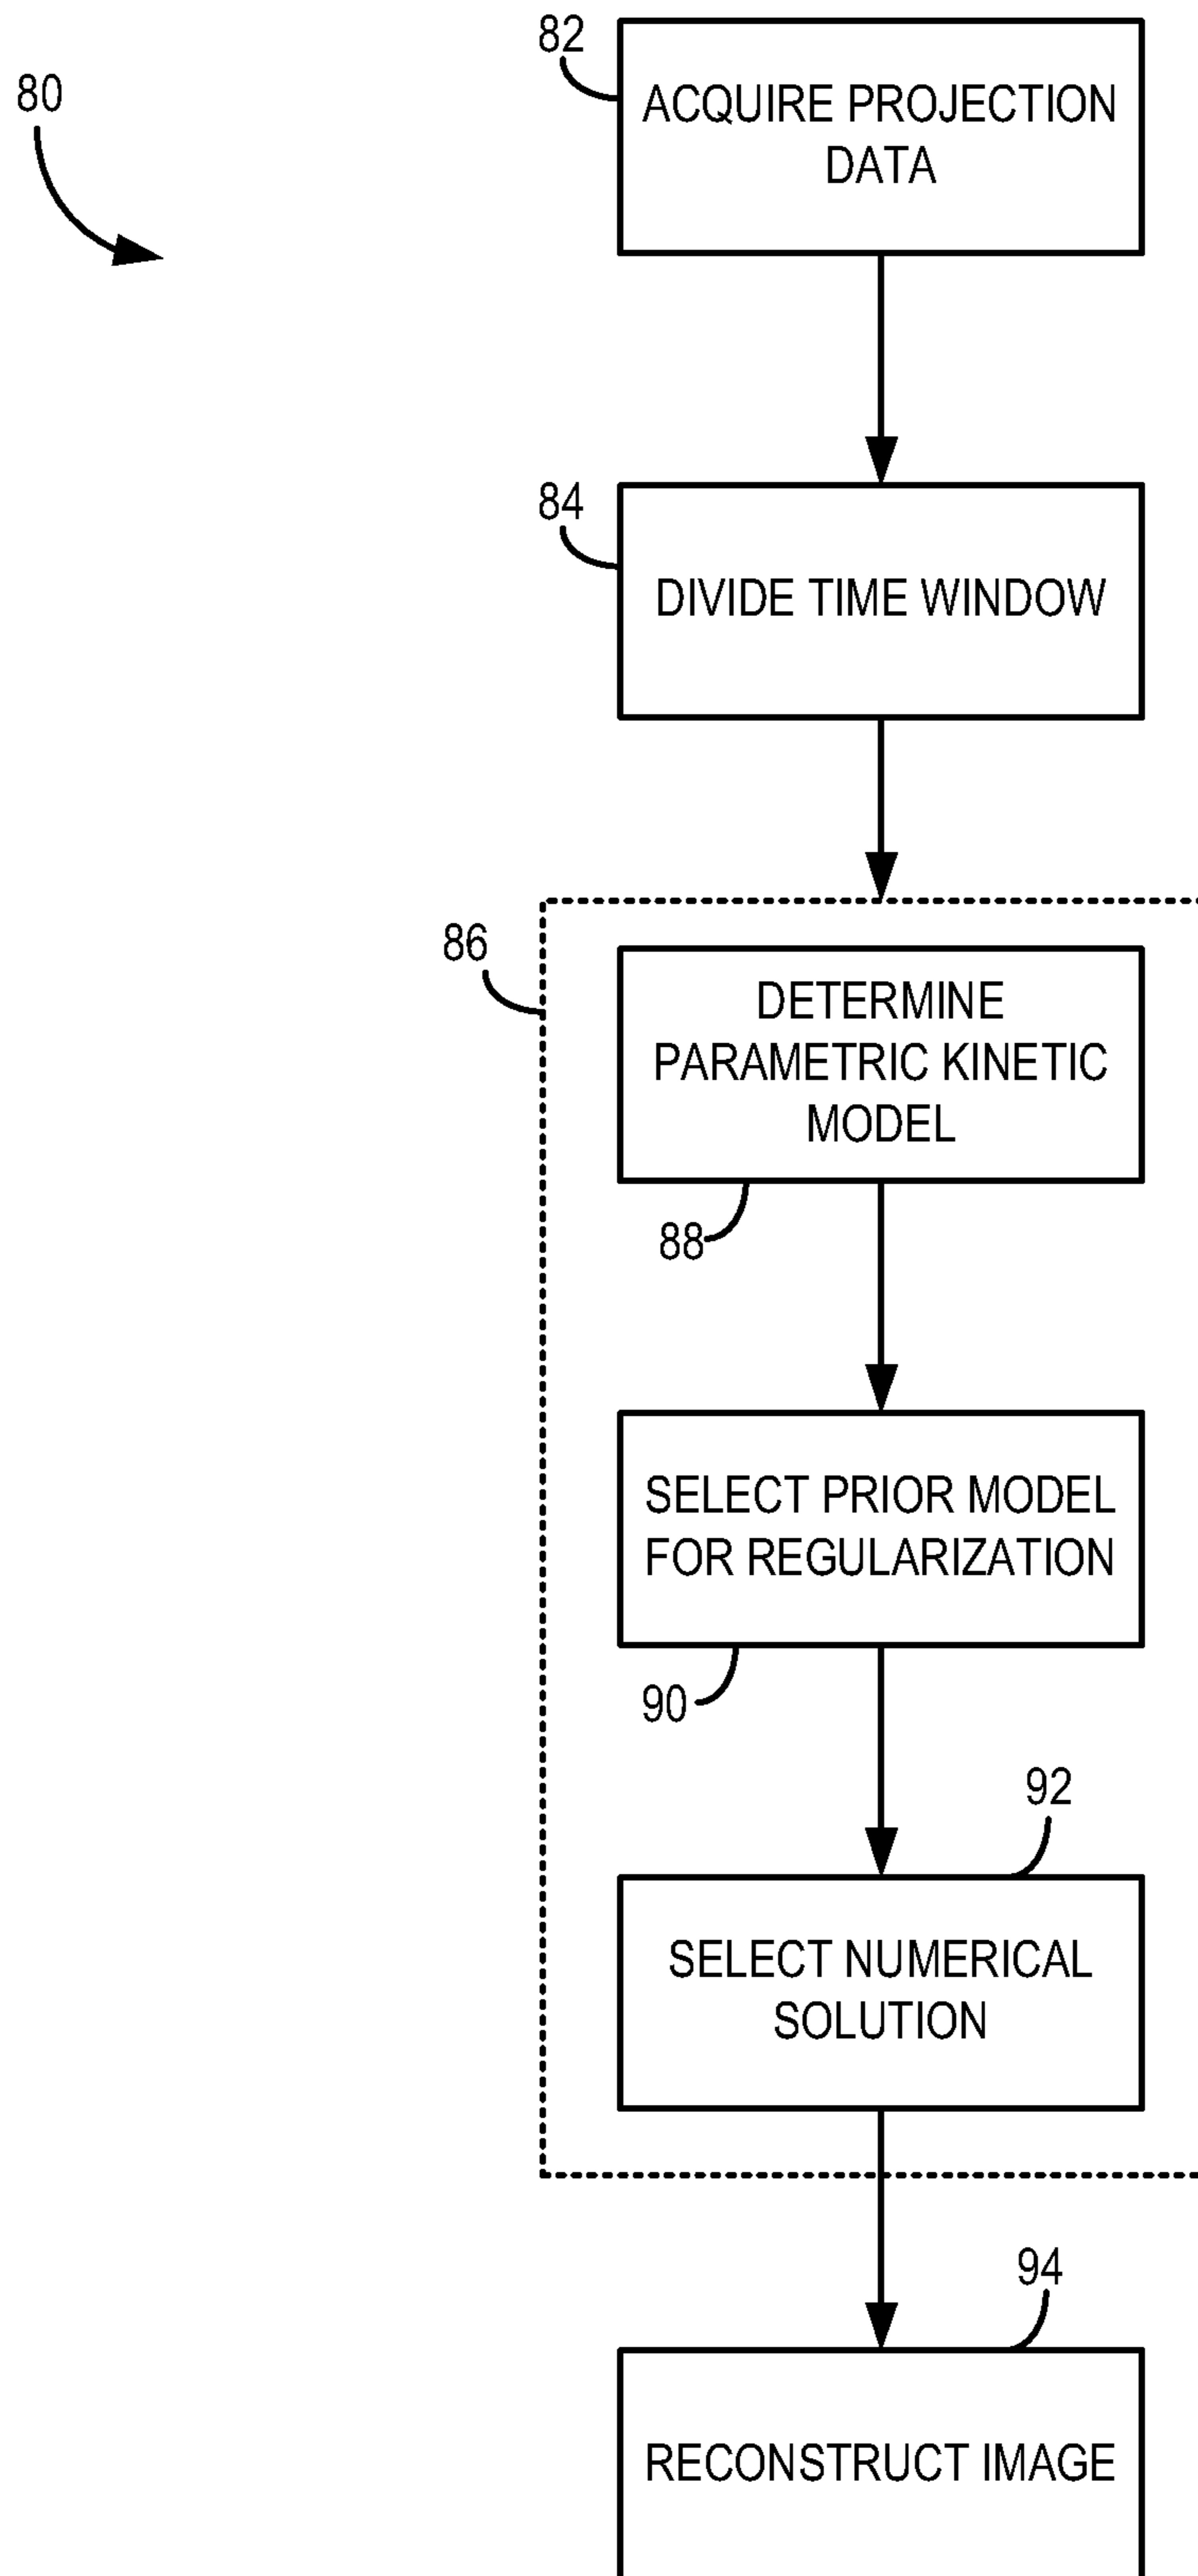 82
80
ACQUIRE PROJECTION
DATA
84
DIVIDE TIME WINDOW
86
DETERMINE
PARAMETRIC KINETIC
MODEL
88
SELECT PRIOR MODEL
FOR REGULARIZATION
90
92
SELECT NUMERICAL
SOLUTION
94
RECONSTRUCT IMAGE